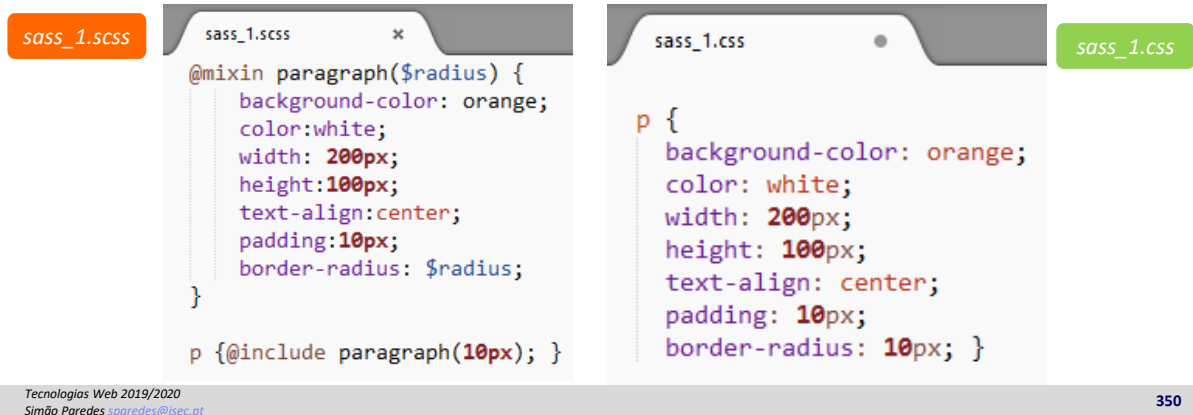 sass_1.scss
sass_1.scss ×
@mixin paragraph($radius) {
background-color: orange;
color:white;
width: 200px;
height:100px;
text-align:center;
padding:10px;
border-radius: $radius;
}
p {@include paragraph(10px); }
sass_1.css
p {
background-color: orange;
color: white;
width: 200px;
height: 100px;
text-align: center;
padding: 10px;
border-radius: 10px; }
sass_1.css
Tecnologias Web 2019/2020
Simão Paredes sparedes@isec.pt
350